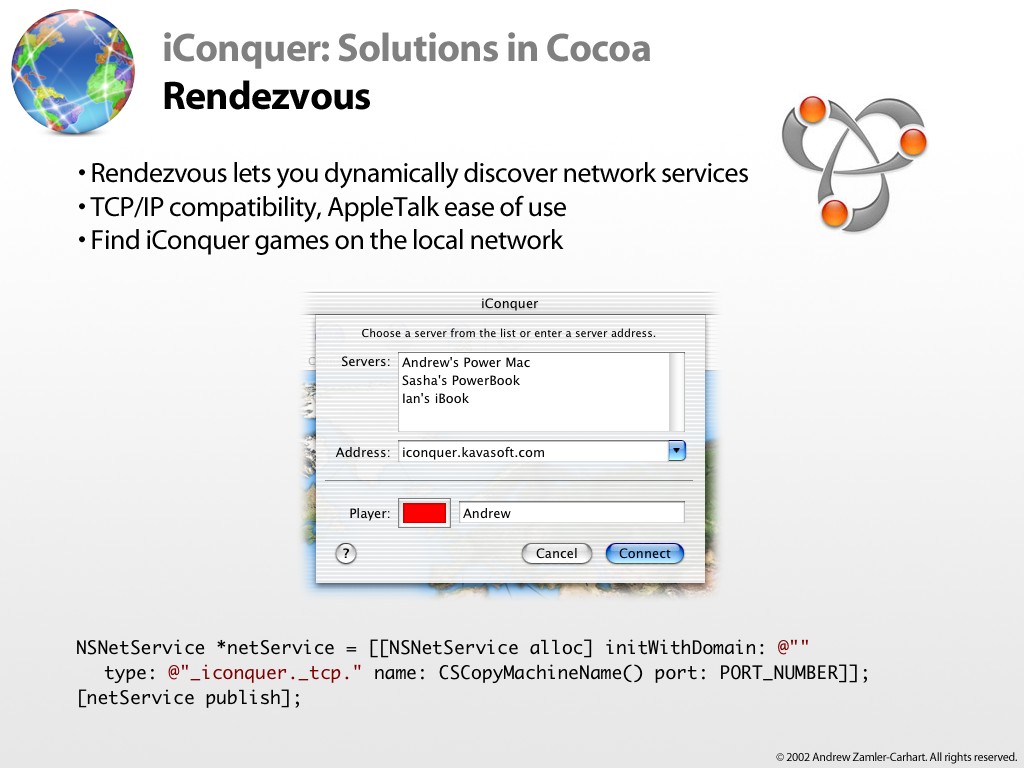 iConquer: Solutions in Cocoa
Rendezvous
• Rendezvous lets you dynamically discover network services
• TCP/IP compatibility, AppleTalk ease of use
• Find iConquer games on the local network
iConquer
Choose a server from the list or enter a server address.
Servers: Andrew's Power Mac
Sasha's PowerBook
Ian's iBook
Address: iconquer.kavasoft.com
Player: Andrew
? Cancel Connect
NSNetService *netService = [[NSNetService alloc] initWithDomain: @""
type: @"_iconquer._tcp." name: CSCopyMachineName() port: PORT_NUMBER]];
[netService publish];
© 2002 Andrew Zamler-Carhart. All rights reserved.